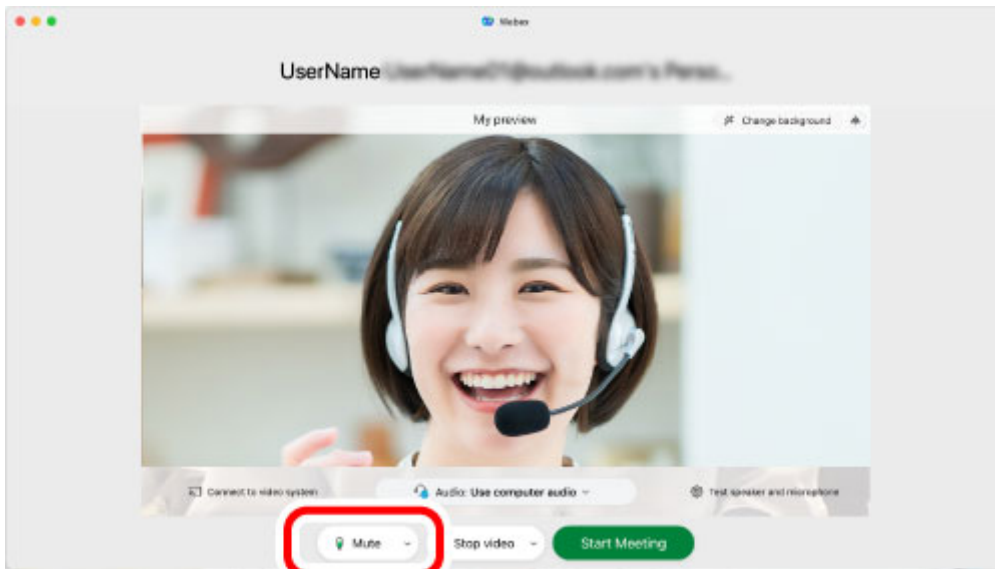 Webex
UserName
My preview
Change background
Connect to video system
Audio: Use computer audio
Test speaker and microphone
Mute
Stop video
Start Meeting